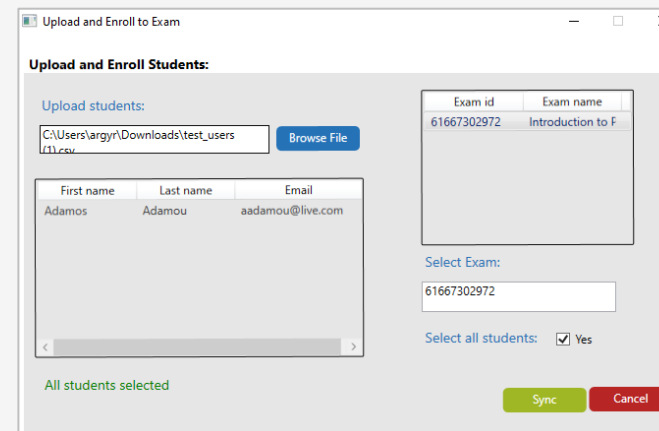 Upload and Enroll to Exam
Upload and Enroll Students:
Upload students:
C:\Users\argyr\Downloads\test_users
(1).csv
Browse File
First name Last name Email
Adamos Adamou aadamou@live.com
All students selected
Exam id Exam name
61667302972 Introduction to F
Select Exam:
61667302972
Select all students: Yes
Sync Cancel